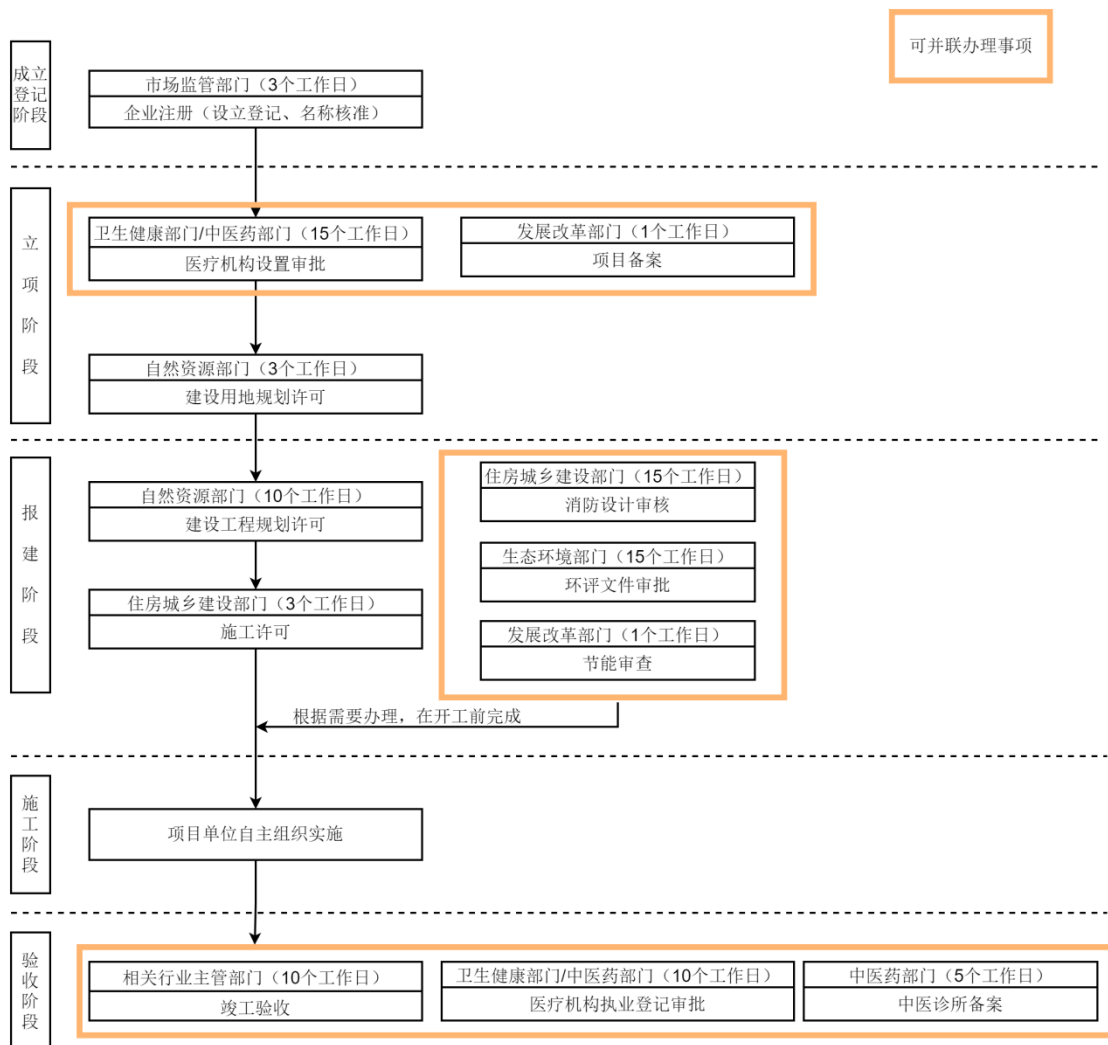 可并联办理事项
成立
登记
阶段
市场监管部门（3个工作日）
企业注册（设立登记、名称核准）
立
项
阶
段
卫生健康部门/中医药部门（15个工作日）
医疗机构设置审批
发展改革部门（1个工作日）
项目备案
自然资源部门（3个工作日）
建设用地规划许可
报
建
阶
段
自然资源部门（10个工作日）
建设工程规划许可
住房城乡建设部门（15个工作日）
消防设计审核
生态环境部门（15个工作日）
环评文件审批
住房城乡建设部门（3个工作日）
施工许可
发展改革部门（1个工作日）
节能审查
根据需要办理，在开工前完成
施
工
阶
段
项目单位自主组织实施
验
收
阶
段
相关行业主管部门（10个工作日）
竣工验收
卫生健康部门/中医药部门（10个工作日）
医疗机构执业登记审批
中医药部门（5个工作日）
中医诊所备案